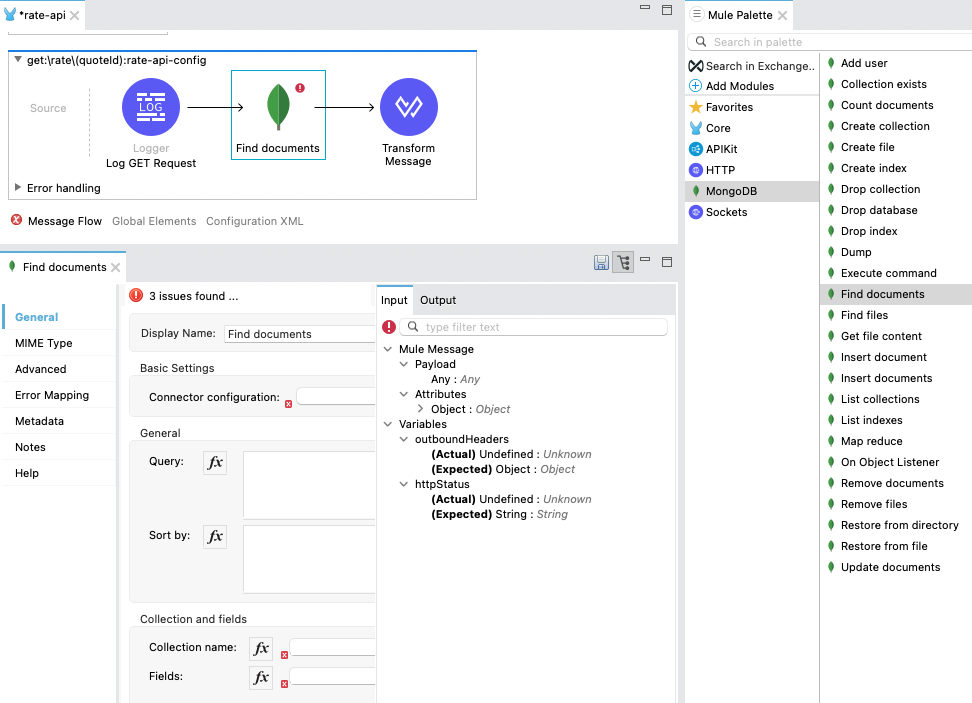 *rate-api
get:\rate\(quoteId):rate-api-config
Source
LOG
Logger
Log GET Request
Find documents
Transform
Message
Error handling
Message Flow
Global Elements
Configuration XML
Find documents
General
MIME Type
Advanced
Error Mapping
Metadata
Notes
Help
3 issues found ...
Display Name:
Find documents
Basic Settings
Connector configuration:
General
Query:
fx
Sort by:
fx
Collection and fields
Collection name:
fx
Fields:
fx
Input
Output
type filter text
Mule Message
Payload
Any : Any
Attributes
Object : Object
Variables
outboundHeaders
(Actual) Undefined : Unknown
(Expected) Object : Object
httpStatus
(Actual) Undefined : Unknown
(Expected) String : String
Mule Palette
Search in palette
Search in Exchange..
Add Modules
Favorites
Core
APIKit
HTTP
MongoDB
Sockets
Add user
Collection exists
Count documents
Create collection
Create file
Create index
Drop collection
Drop database
Drop index
Dump
Execute command
Find documents
Find files
Get file content
Insert document
Insert documents
List collections
List indexes
Map reduce
On Object Listener
Remove documents
Remove files
Restore from directory
Restore from file
Update documents